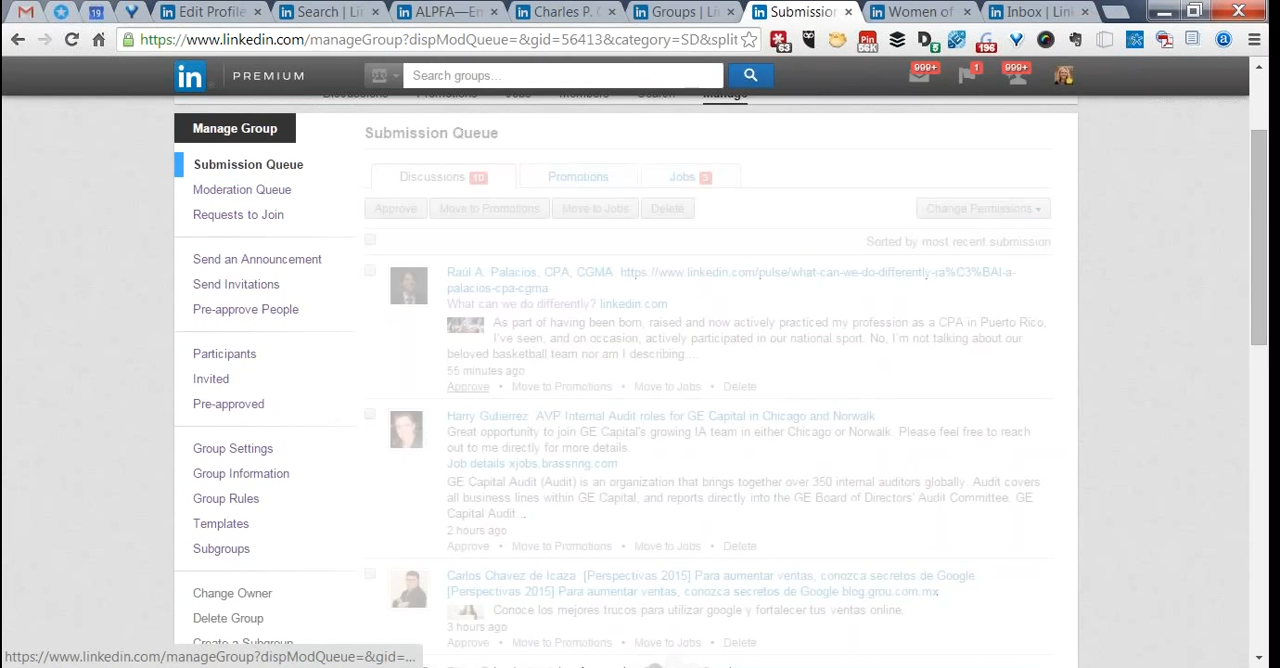 Edit Profile
Search | Li
ALPFA—En
Charles P. C
Groups | Lin
Submission
Women of
Inbox | Link
19
https://www.linkedin.com/manageGroup?dispModQueue=&gid=56413&category=SD&split
63
Pin
56K
5
196
in PREMIUM
Search groups...
999+
1
999+
Manage
Manage Group
Submission Queue
Moderation Queue
Requests to Join
Send an Announcement
Send Invitations
Pre-approve People
Participants
Invited
Pre-approved
Group Settings
Group Information
Group Rules
Templates
Subgroups
Change Owner
Delete Group
Create a Subgroup
Submission Queue
Discussions 10
Promotions
Jobs 3
Approve
Move to Promotions
Move to Jobs
Delete
Change Permissions
Sorted by most recent submission
Raúl A. Palacios, CPA, CGMA https://www.linkedin.com/pulse/what-can-we-do-differently-ra%C3%BAl-a-
palacios-cpa-cgma
What can we do differently? linkedin.com
As part of having been born, raised and now actively practiced my profession as a CPA in Puerto Rico,
I've seen, and on occasion, actively participated in our national sport. No, I'm not talking about our
beloved basketball team nor am I describing....
55 minutes ago
Approve • Move to Promotions • Move to Jobs • Delete
Harry Gutierrez AVP Internal Audit roles for GE Capital in Chicago and Norwalk
Great opportunity to join GE Capital's growing IA team in either Chicago or Norwalk. Please feel free to reach
out to me directly for more details.
Job details xjobs.brassring.com
GE Capital Audit (Audit) is an organization that brings together over 350 internal auditors globally. Audit covers
all business lines within GE Capital, and reports directly into the GE Board of Directors' Audit Committee. GE
Capital Audit...
2 hours ago
Approve • Move to Promotions • Move to Jobs • Delete
Carlos Chavez de Icaza [Perspectivas 2015] Para aumentar ventas, conozca secretos de Google
[Perspectivas 2015] Para aumentar ventas, conozca secretos de Google blog.grou.com.mx
Conoce los mejores trucos para utilizar google y fortalecer tus ventas online.
3 hours ago
Approve • Move to Promotions • Move to Jobs • Delete
https://www.linkedin.com/manageGroup?dispModQueue=&gid=...